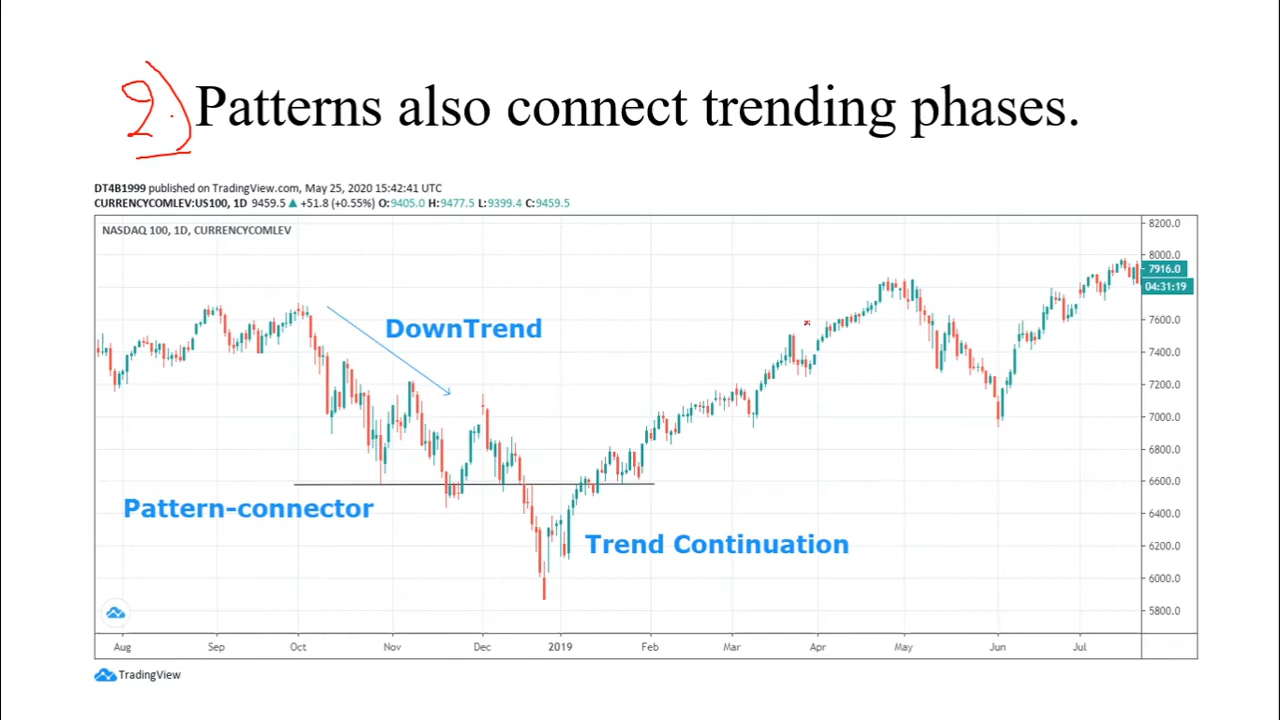 2.) Patterns also connect trending phases.
DT4B1999 published on TradingView.com, May 25, 2020 15:42:41 UTC
CURRENCYCOMLEV:US100, 1D 9459.5 ▲ +51.8 (+0.55%) O:9405.0 H:9477.5 L:9399.4 C:9459.5
NASDAQ 100, 1D, CURRENCYCOMLEV
8200.0
8000.0
7916.0
04:31:19
7600.0
7400.0
7200.0
7000.0
6800.0
6600.0
6400.0
6200.0
6000.0
5800.0
DownTrend
Pattern-connector
Trend Continuation
Aug Sep Oct Nov Dec 2019 Feb Mar Apr May Jun Jul
TradingView